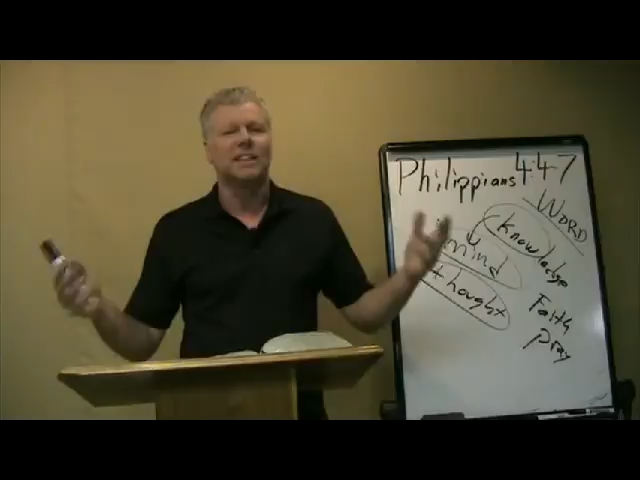 Philippians 4:4-7
WORD
Knowledge
mind
thought
Faith
Pray